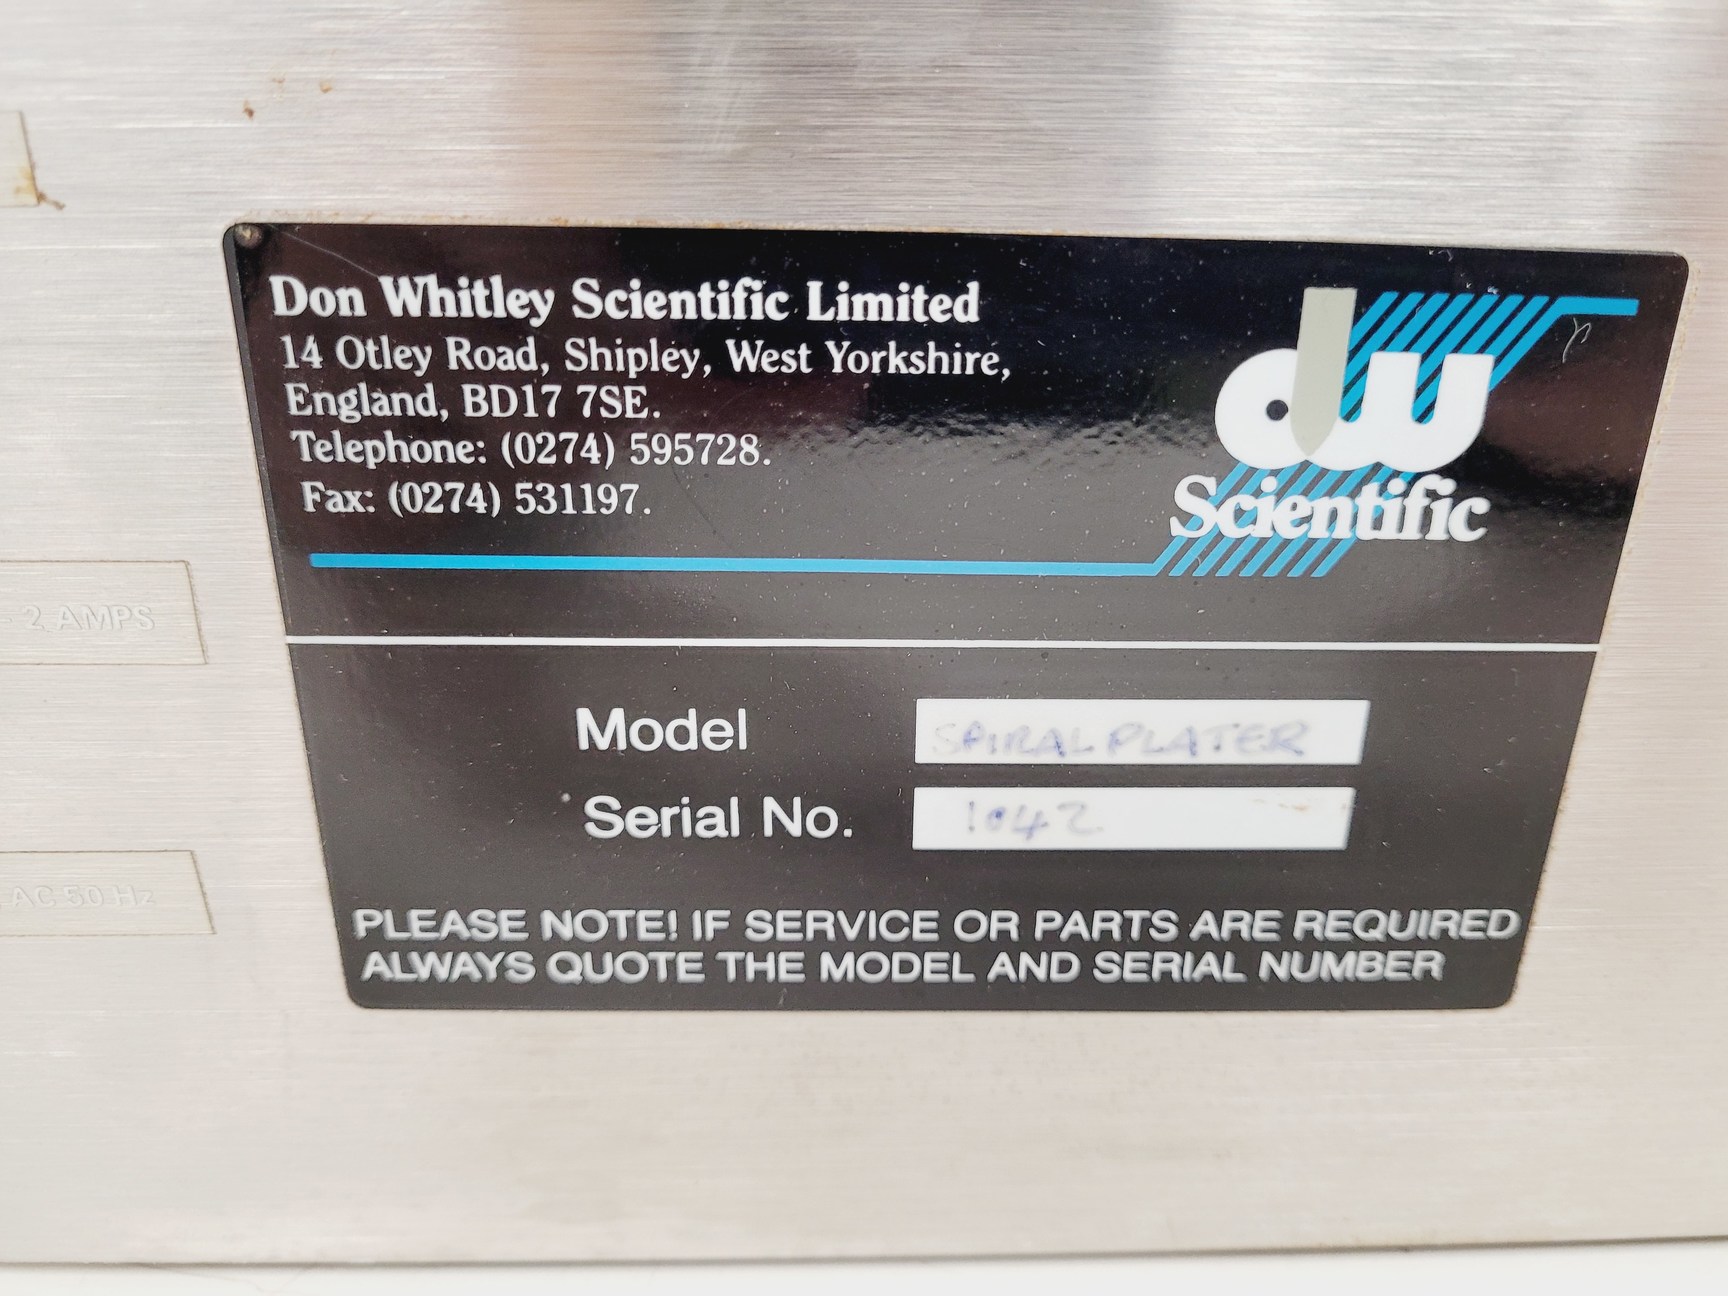 Don Whitley Scientific Limited
14 Otley Road, Shipley, West Yorkshire,
England, BD17 7SE.
Telephone: (0274) 595728.
Fax: (0274) 531197.
dw
Scientific
2 AMPS
Model SPIRAL PLATER
Serial No. 1042
AC 50 Hz
PLEASE NOTE! IF SERVICE OR PARTS ARE REQUIRED
ALWAYS QUOTE THE MODEL AND SERIAL NUMBER